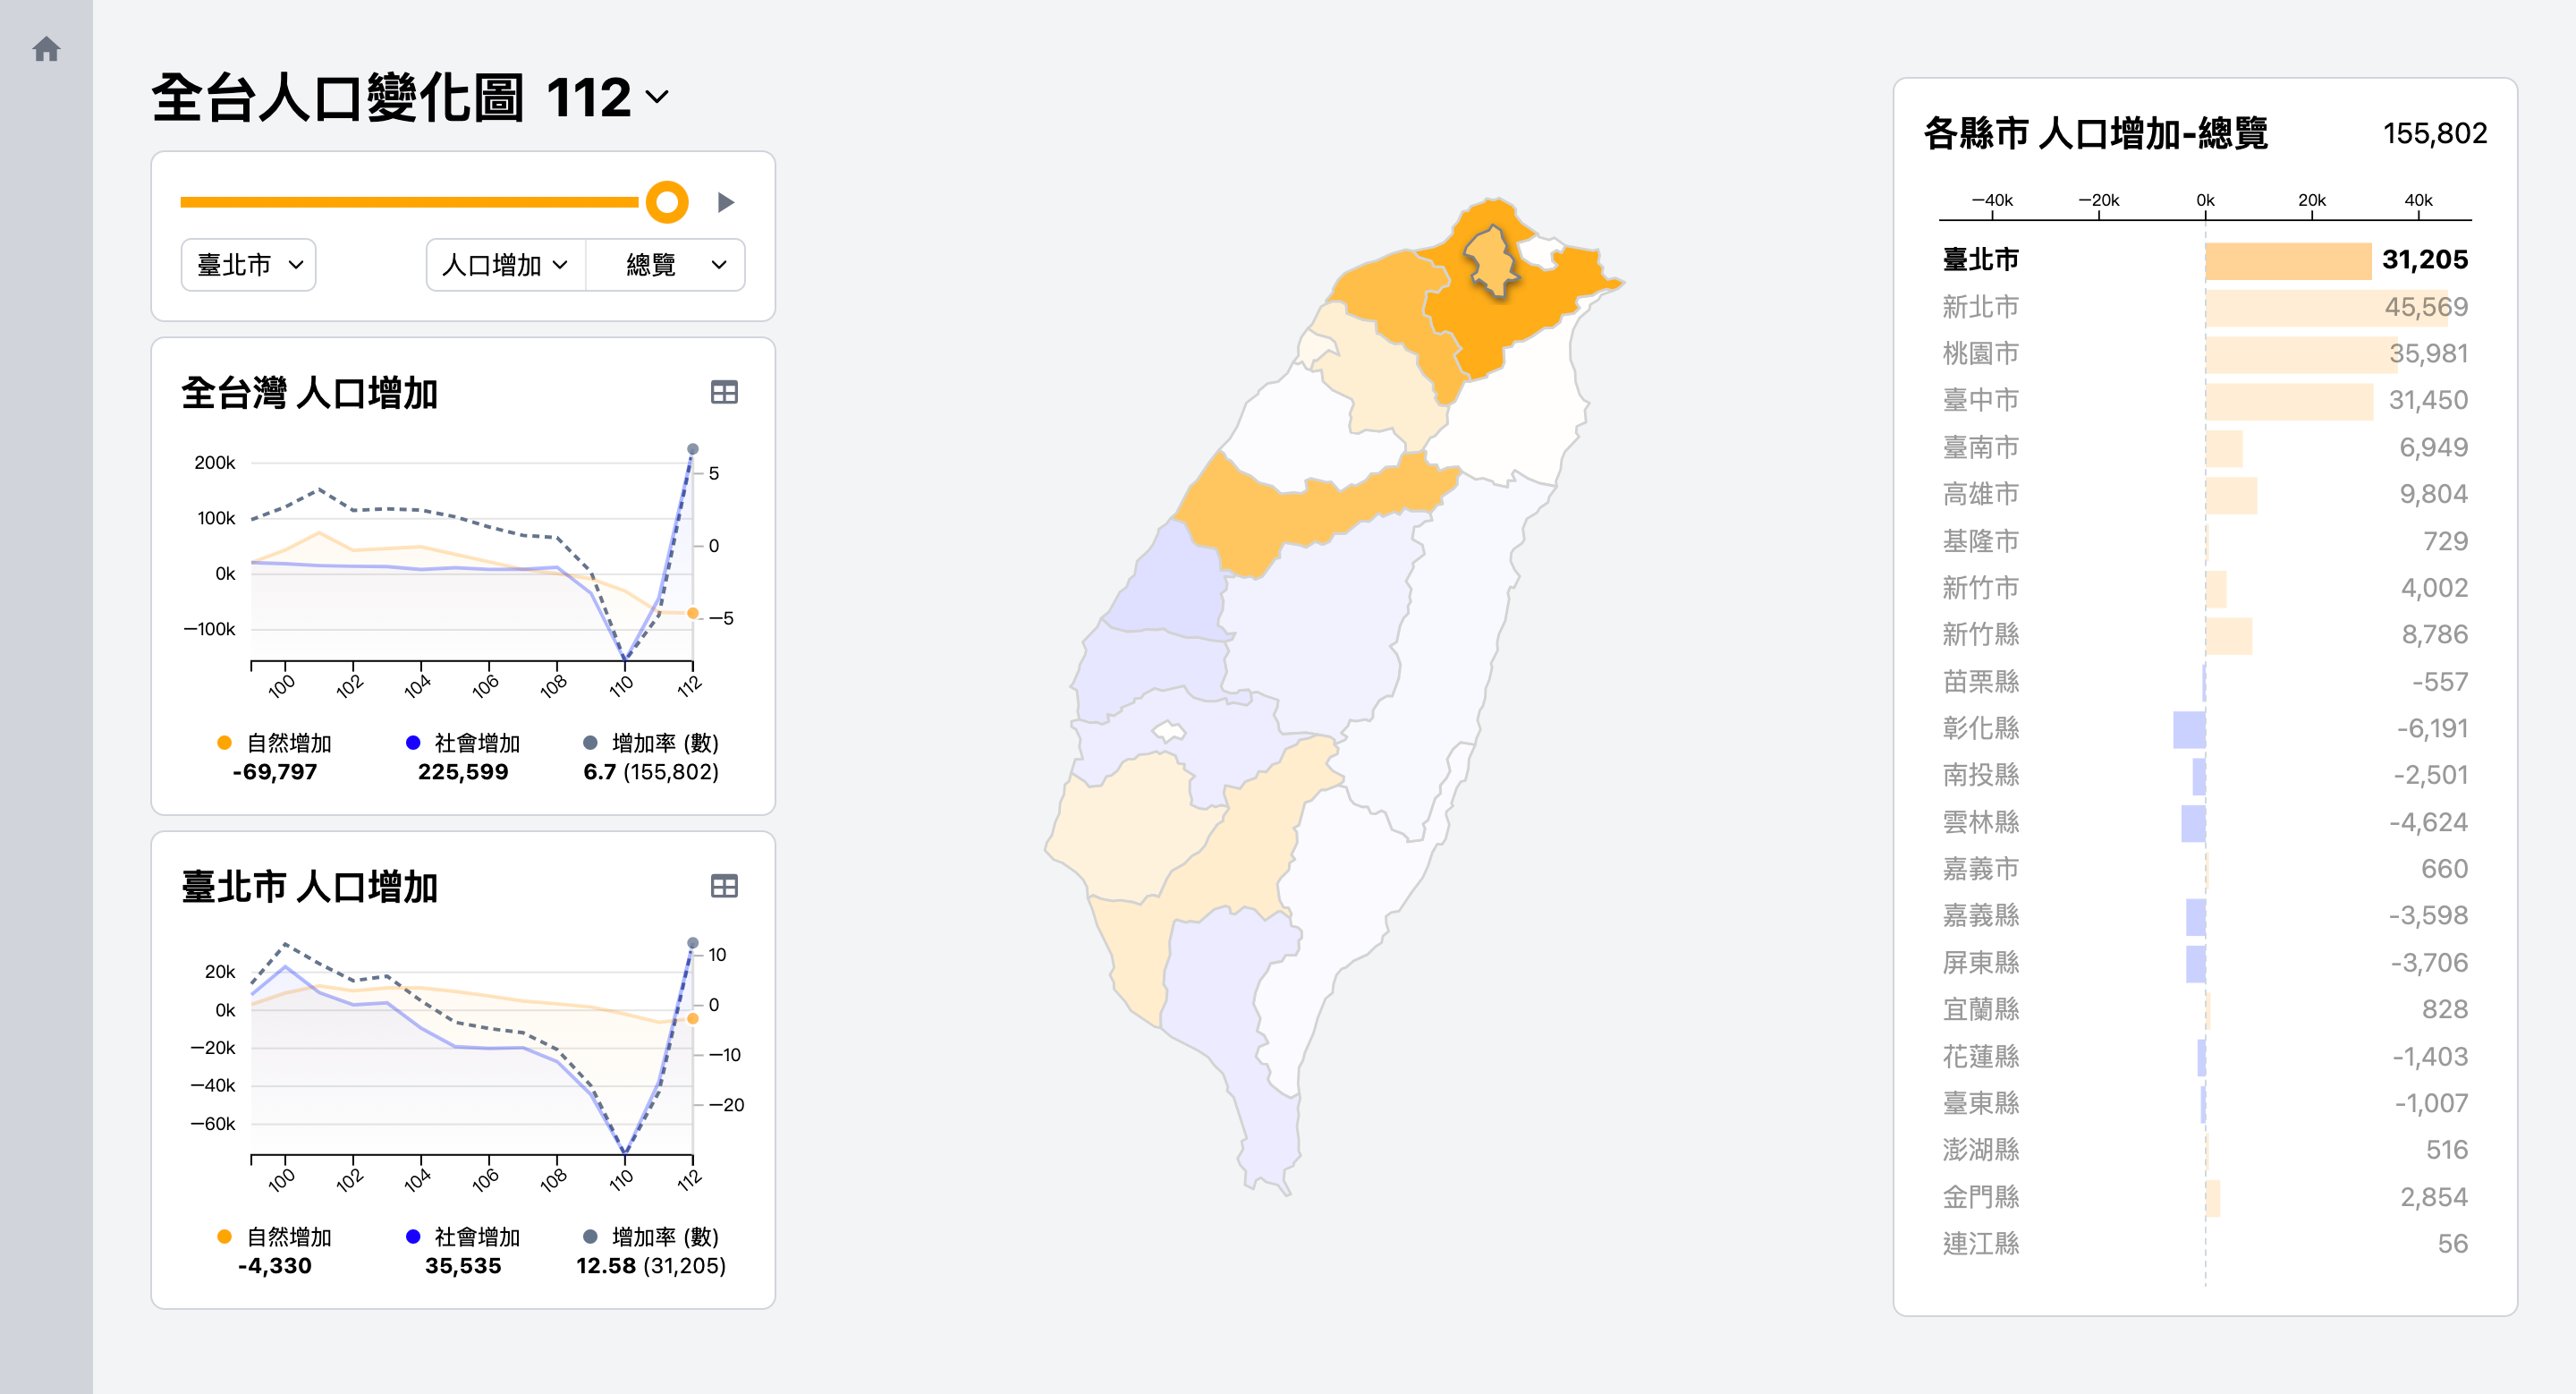 全台人口變化圖 112
臺北市
人口增加
總覽
全台灣 人口增加
200k
100k
0k
−100k
5
0
−5
100
102
104
106
108
110
112
自然增加
-69,797
社會增加
225,599
增加率 (數)
6.7 (155,802)
臺北市 人口增加
20k
0k
−20k
−40k
−60k
10
0
−10
−20
100
102
104
106
108
110
112
自然增加
-4,330
社會增加
35,535
增加率 (數)
12.58 (31,205)
各縣市 人口增加-總覽 155,802
−40k −20k 0k 20k 40k
臺北市 31,205
新北市 45,569
桃園市 35,981
臺中市 31,450
臺南市 6,949
高雄市 9,804
基隆市 729
新竹市 4,002
新竹縣 8,786
苗栗縣 -557
彰化縣 -6,191
南投縣 -2,501
雲林縣 -4,624
嘉義市 660
嘉義縣 -3,598
屏東縣 -3,706
宜蘭縣 828
花蓮縣 -1,403
臺東縣 -1,007
澎湖縣 516
金門縣 2,854
連江縣 56